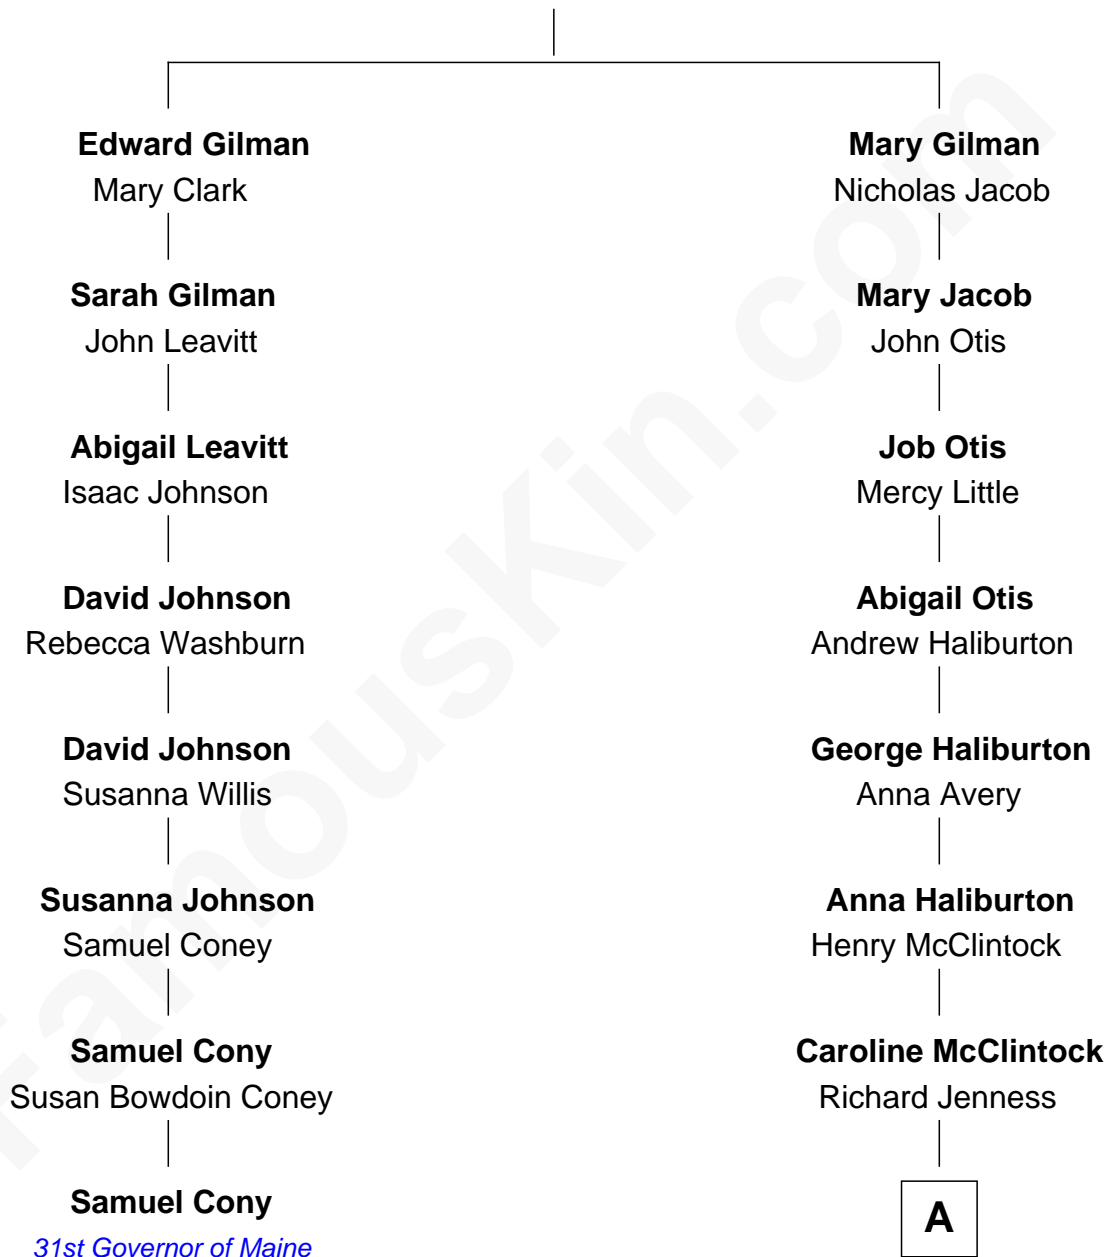 Edward Gilman
Mary Clark
Sarah Gilman
John Leavitt
Abigail Leavitt
Isaac Johnson
David Johnson
Rebecca Washburn
David Johnson
Susanna Willis
Susanna Johnson
Samuel Coney
Samuel Cony
Susan Bowdoin Coney
Samuel Cony
31st Governor of Maine
Mary Gilman
Nicholas Jacob
Mary Jacob
John Otis
Job Otis
Mercy Little
Abigail Otis
Andrew Haliburton
George Haliburton
Anna Avery
Anna Haliburton
Henry McClintock
Caroline McClintock
Richard Jenness
A
FamousKin.com